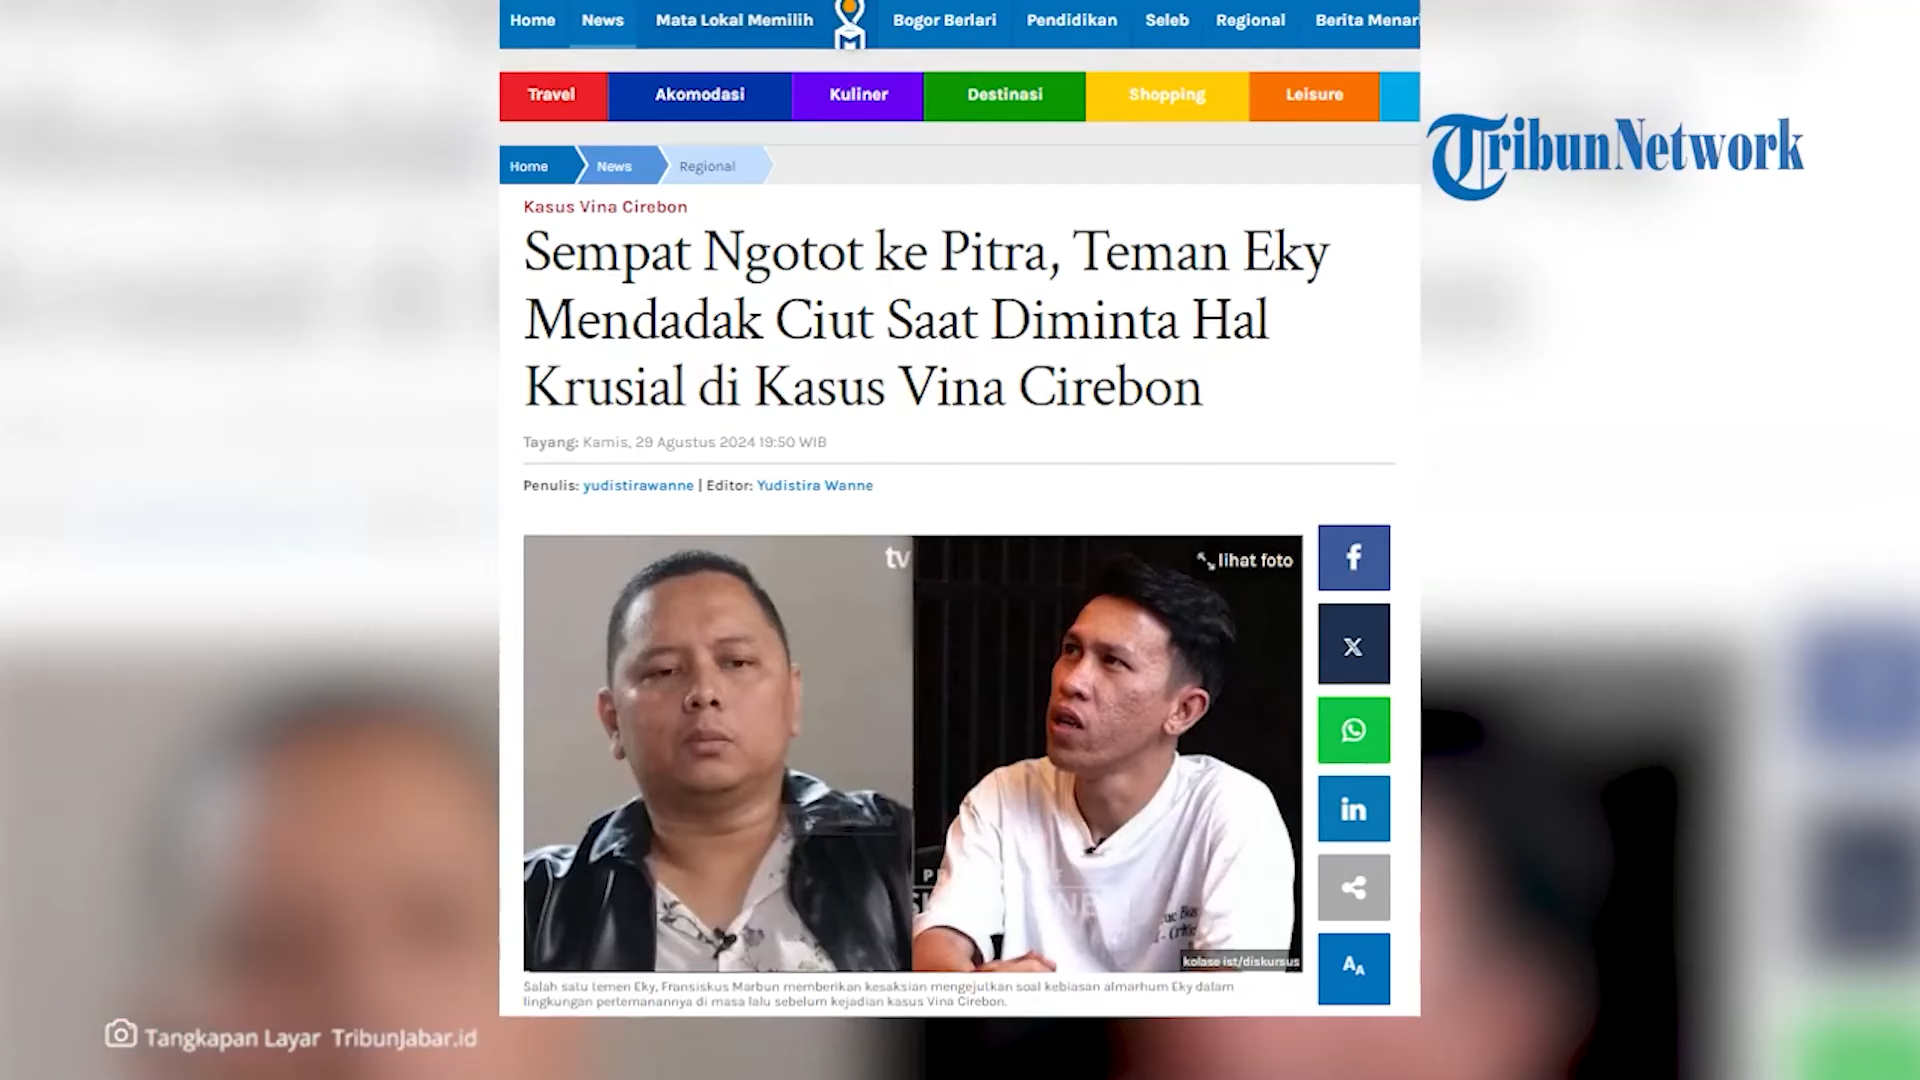 Home News Mata Lokal Memilih Bogor Berlari Pendidikan Seleb Regional Berita Menari
Travel Akomodasi Kuliner Destinasi Shopping Leisure
TribunNetwork
Home News Regional
Kasus Vina Cirebon
Sempat Ngotot ke Pitra, Teman Eky
Mendadak Ciut Saat Diminta Hal
Krusial di Kasus Vina Cirebon
Tayang: Kamis, 29 Agustus 2024 19:50 WIB
Penulis: yudistirawanne | Editor: Yudistira Wanne
tv
lihat foto
kolase ist/diskursus
Salah satu temen Eky, Fransiskus Marbun memberikan kesaksian mengejutkan soal kebiasan almarhum Eky dalam
lingkungan pertemanannya di masa lalu sebelum kejadian kasus Vina Cirebon.
Tangkapan Layar TribunJabar.id